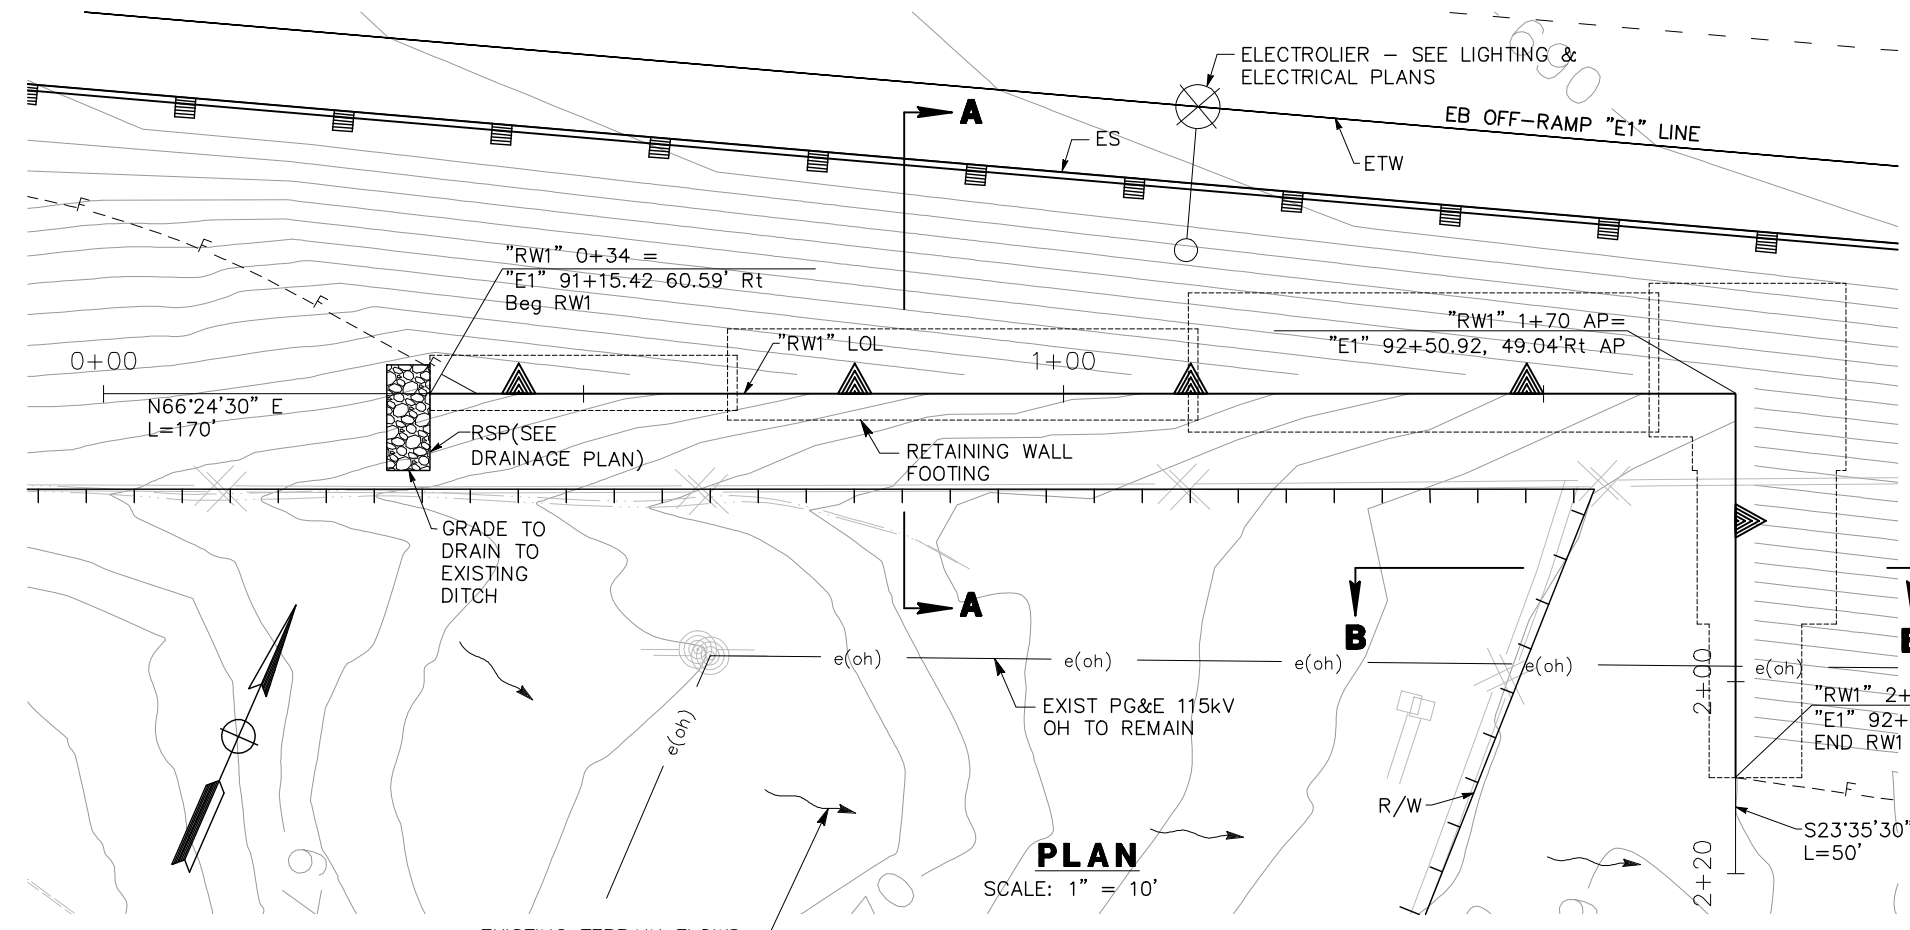 690
ELECTROLIER – SEE LIGHTING &
ELECTRICAL PLANS
A
EB OFF–RAMP "E1" LINE
ES
ETW
F
F
"RW1" 0+34 =
"E1" 91+15.42 60.59' Rt
Beg RW1
F
"RW1" 1+70 AP=
"E1" 92+50.92, 49.04'Rt AP
0+00
F
"RW1" LOL
1+00
N66°24'30" E
L=170'
RSP(SEE
DRAINAGE PLAN)
RETAINING WALL
FOOTING
GRADE TO
DRAIN TO
EXISTING
DITCH
A
B
e(oh)
e(oh)
e(oh)
e(oh)
e(oh)
2+00
"RW1" 2+
"E1" 92+
END RW1
EXIST PG&E 115kV
OH TO REMAIN
e(oh)
F
R/W
S23°35'30"
L=50'
PLAN
SCALE: 1" = 10'
2+20